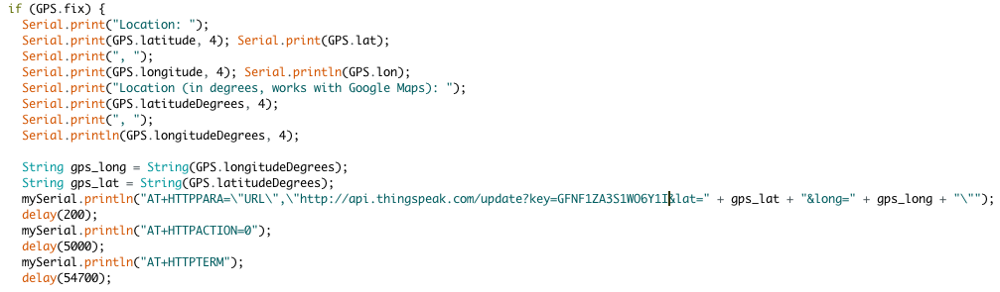 if (GPS.fix) {
Serial.print("Location: ");
Serial.print(GPS.latitude, 4); Serial.print(GPS.lat);
Serial.print(", ");
Serial.print(GPS.longitude, 4); Serial.println(GPS.lon);
Serial.print("Location (in degrees, works with Google Maps): ");
Serial.print(GPS.latitudeDegrees, 4);
Serial.print(", ");
Serial.println(GPS.longitudeDegrees, 4);
String gps_long = String(GPS.longitudeDegrees);
String gps_lat = String(GPS.latitudeDegrees);
mySerial.println("AT+HTTPPARA=\"URL\",\"http://api.thingspeak.com/update?key=GFNF1ZA3S1WO6Y1I&lat=" + gps_lat + "&long=" + gps_long + "\"");
delay(200);
mySerial.println("AT+HTTPACTION=0");
delay(5000);
mySerial.println("AT+HTTPTERM");
delay(54700);